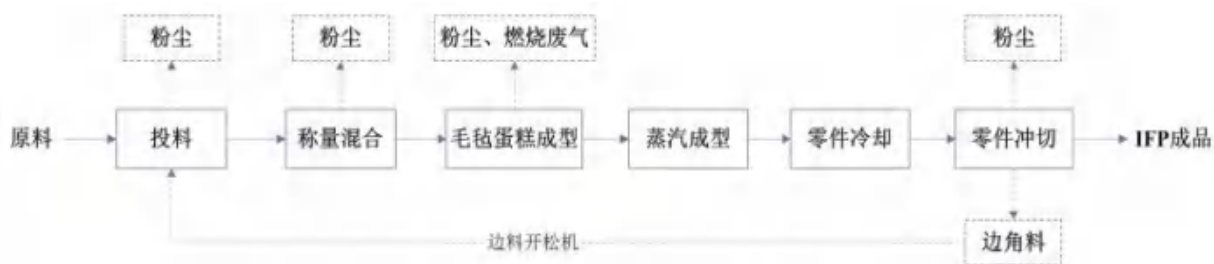 粉尘
粉尘
粉尘、燃烧废气
粉尘
原料
投料
称量混合
毛毡蛋糕成型
蒸汽成型
零件冷却
零件冲切
IFP成品
边料开松机
边角料